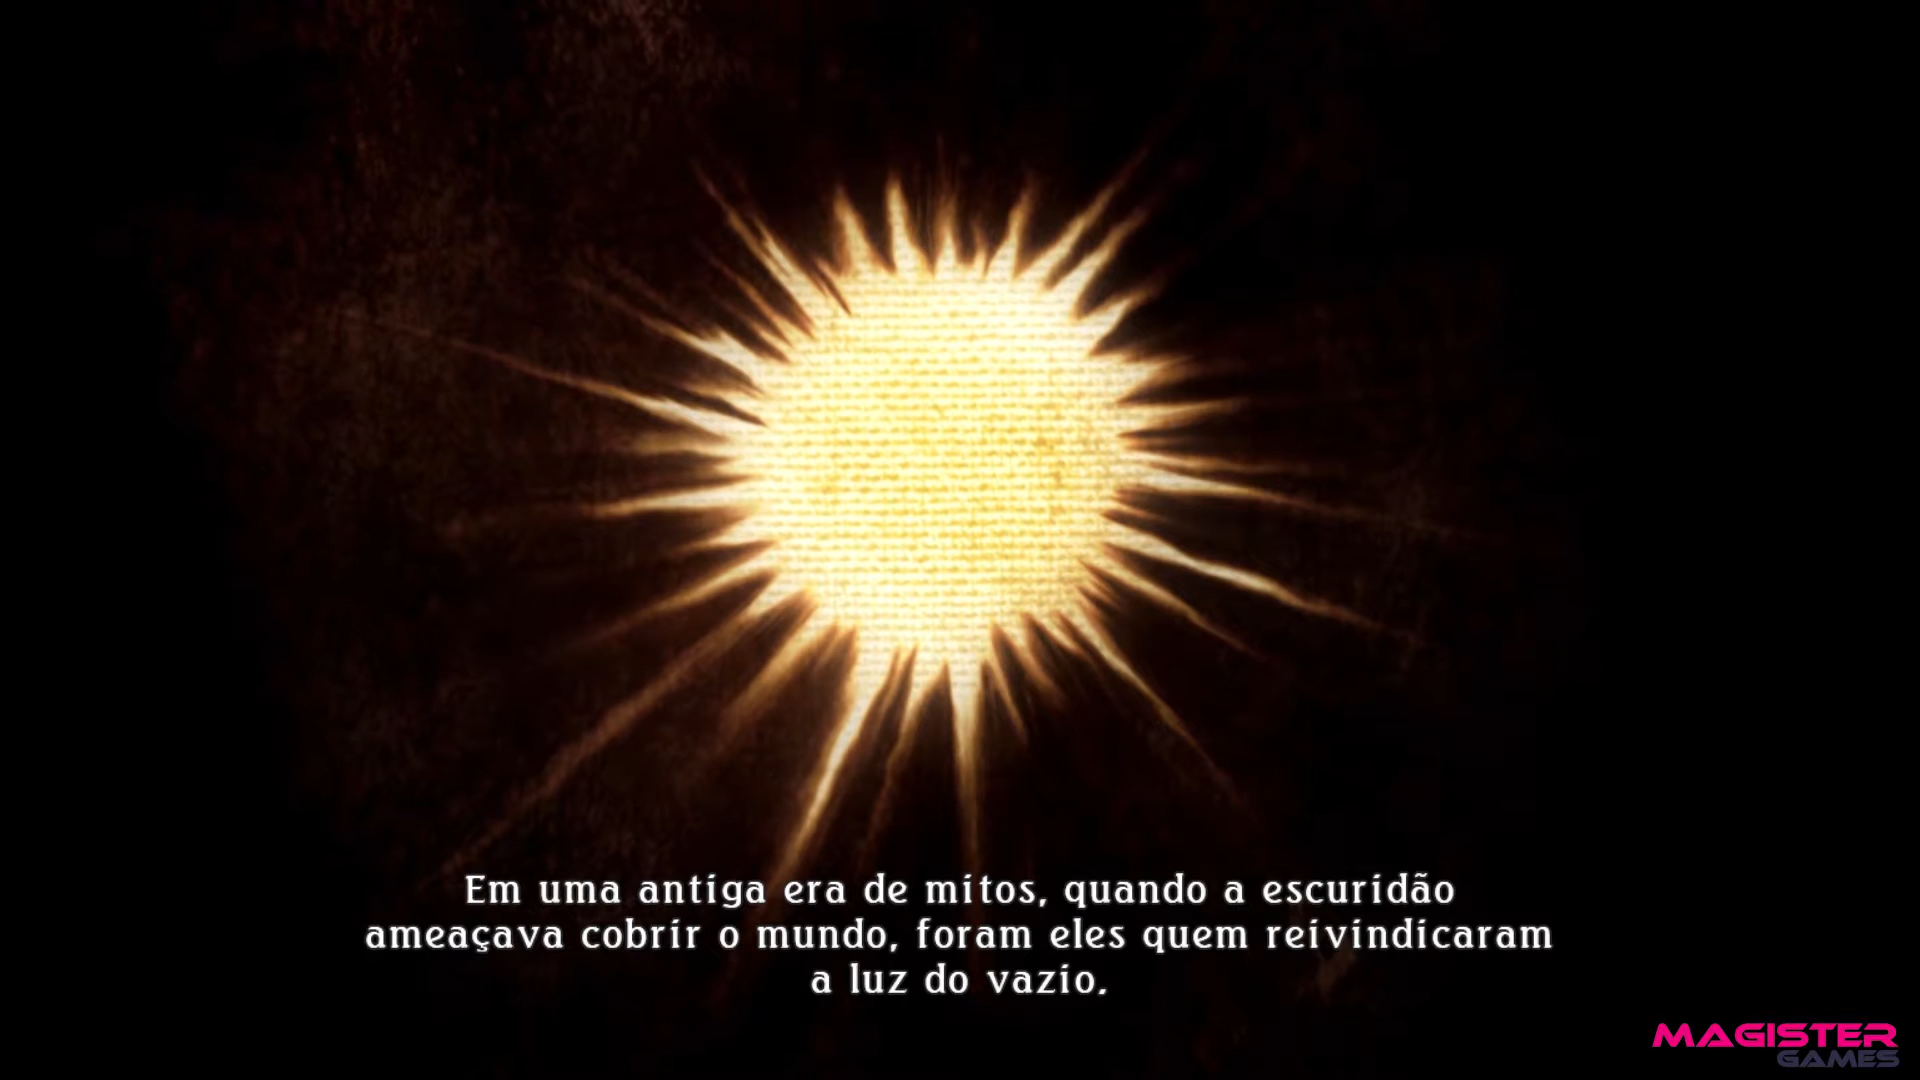 Em uma antiga era de mitos, quando a escuridão
ameaçava cobrir o mundo, foram eles quem reivindicaram
a luz do vazio.
MAGISTER
GAMES